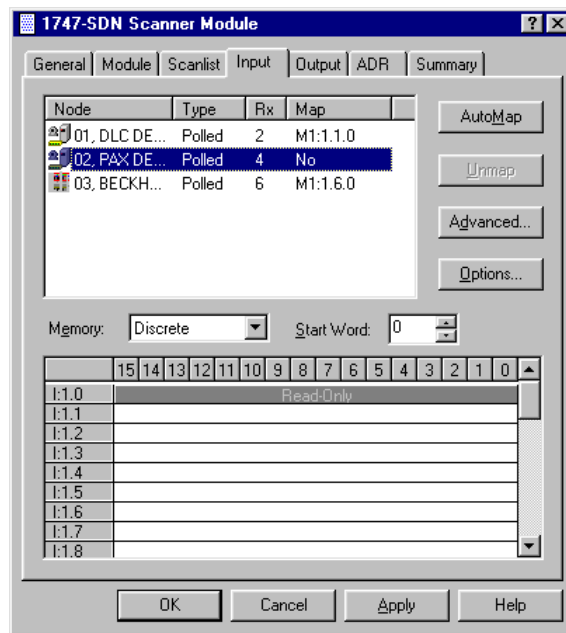 1747-SDN Scanner Module
General Module Scanlist Input Output ADR Summary
Node Type Rx Map
01, DLC DE... Polled 2 M1:1.1.0
02, PAX DE... Polled 4 No
03, BECKH... Polled 6 M1:1.6.0
AutoMap
Unmap
Advanced...
Options...
Memory: Discrete Start Word: 0
15 14 13 12 11 10 9 8 7 6 5 4 3 2 1 0
I:1.0 Read-Only
I:1.1
I:1.2
I:1.3
I:1.4
I:1.5
I:1.6
I:1.7
I:1.8
OK Cancel Apply Help